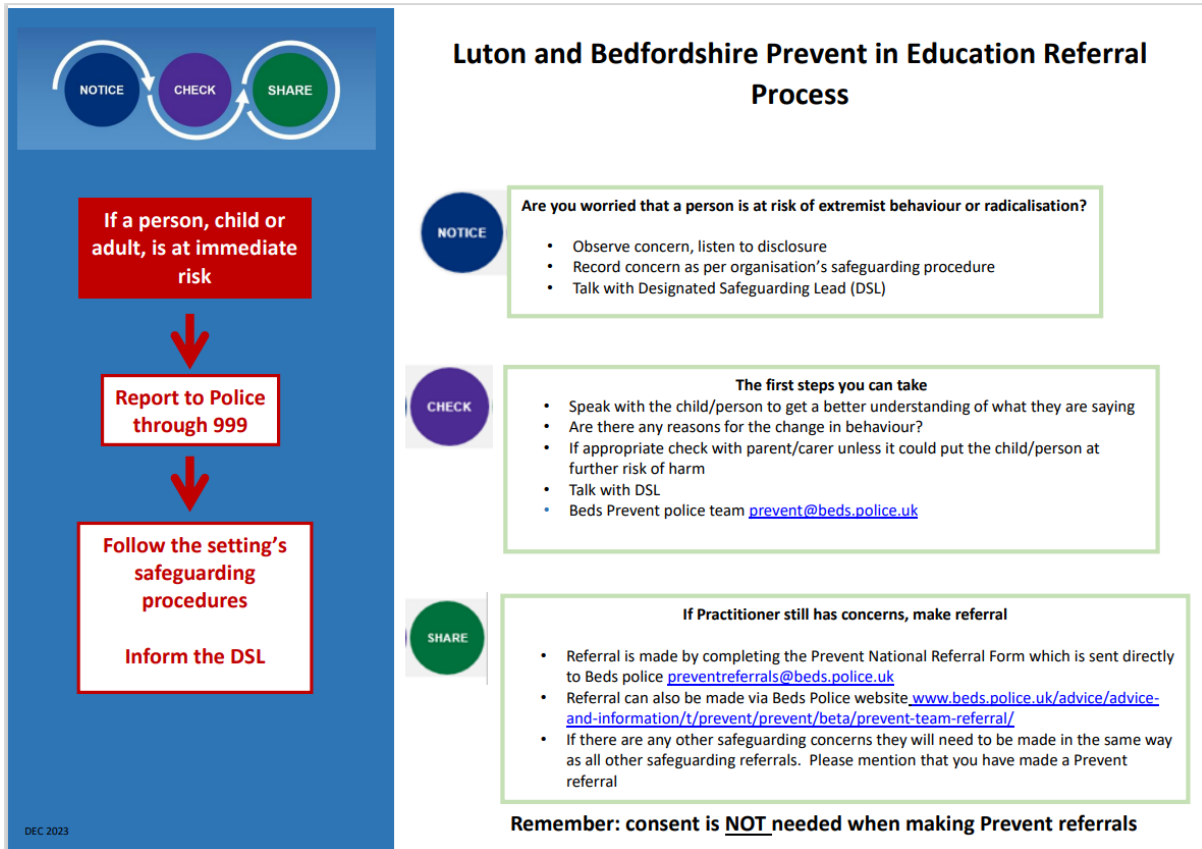 NOTICE
CHECK
SHARE
If a person, child or
adult, is at immediate
risk
Report to Police
through 999
Follow the setting's
safeguarding
procedures
Inform the DSL
DEC 2023
Luton and Bedfordshire Prevent in Education Referral
Process
NOTICE
Are you worried that a person is at risk of extremist behaviour or radicalisation?
• Observe concern, listen to disclosure
• Record concern as per organisation's safeguarding procedure
• Talk with Designated Safeguarding Lead (DSL)
CHECK
The first steps you can take
• Speak with the child/person to get a better understanding of what they are saying
• Are there any reasons for the change in behaviour?
• If appropriate check with parent/carer unless it could put the child/person at
further risk of harm
• Talk with DSL
• Beds Prevent police team prevent@beds.police.uk
SHARE
If Practitioner still has concerns, make referral
• Referral is made by completing the Prevent National Referral Form which is sent directly
to Beds police preventreferrals@beds.police.uk
• Referral can also be made via Beds Police website www.beds.police.uk/advice/advice-
and-information/t/prevent/prevent/beta/prevent-team-referral/
• If there are any other safeguarding concerns they will need to be made in the same way
as all other safeguarding referrals. Please mention that you have made a Prevent
referral
Remember: consent is NOT needed when making Prevent referrals